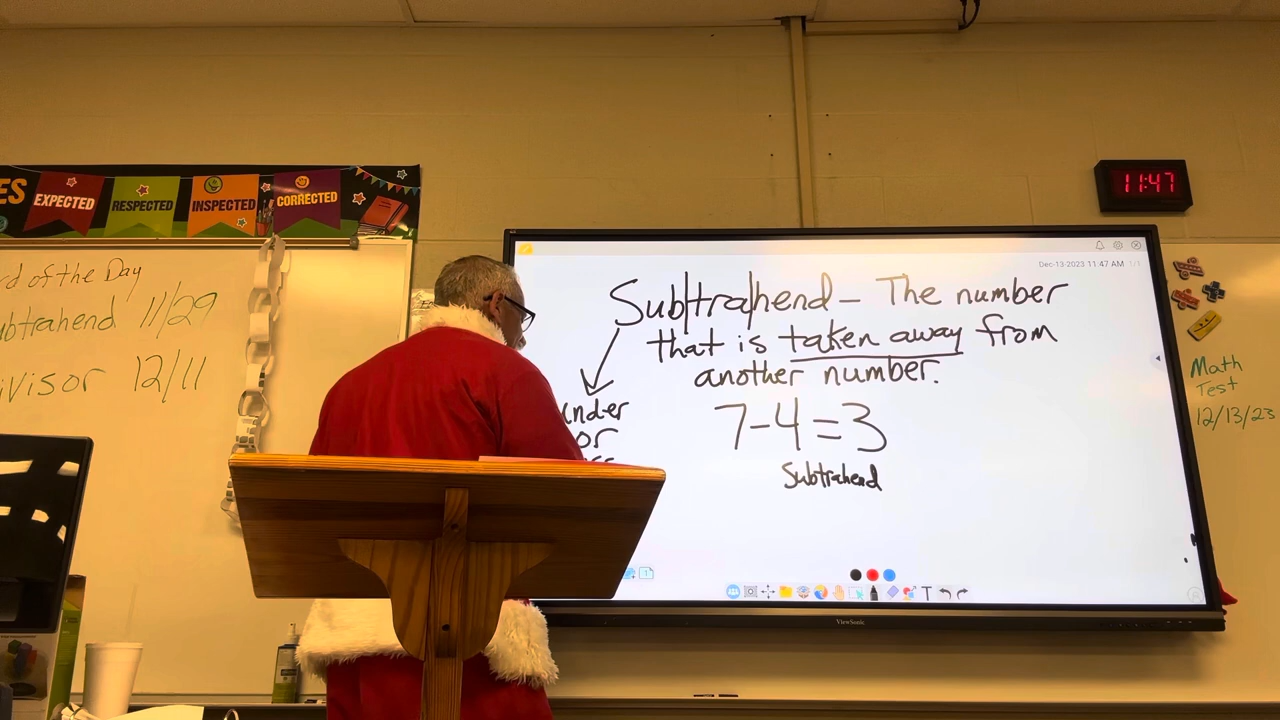 ES EXPECTED RESPECTED INSPECTED CORRECTED
rd of the Day
btrahend 11/29
ivisor 12/11
11:47
Dec-13-2023 11:47 AM 1/1
Subtrahend - The number
that is taken away from
another number.
under
or
7-4=3
Subtrahend
T
ViewSonic
Math
Test
12/13/23